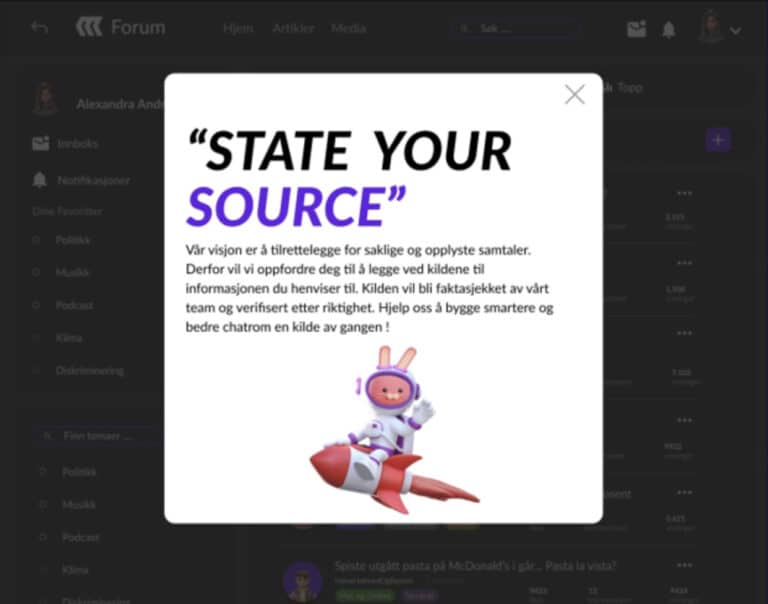 Forum
Hjem Artikler Media
Søk ...
Topp
Alexandra
Innboks
Notifikasjoner
Dine Favoritter
Politikk
Musikk
Podcast
Klima
Diskriminering
Finn temaer ...
Politikk
Musikk
Podcast
Klima
“STATE YOUR
SOURCE”
Vår visjon er å tilrettelegge for saklige og opplyste samtaler.
Derfor vil vi oppfordre deg til å legge ved kildene til
informasjonen du henviser til. Kilden vil bli faktasjekket av vårt
team og verifisert etter riktighet. Hjelp oss å bygge smartere og
bedre chatrom en kilde av gangen !
Spiste utgått pasta på McDonald's i går... Pasta la vista?